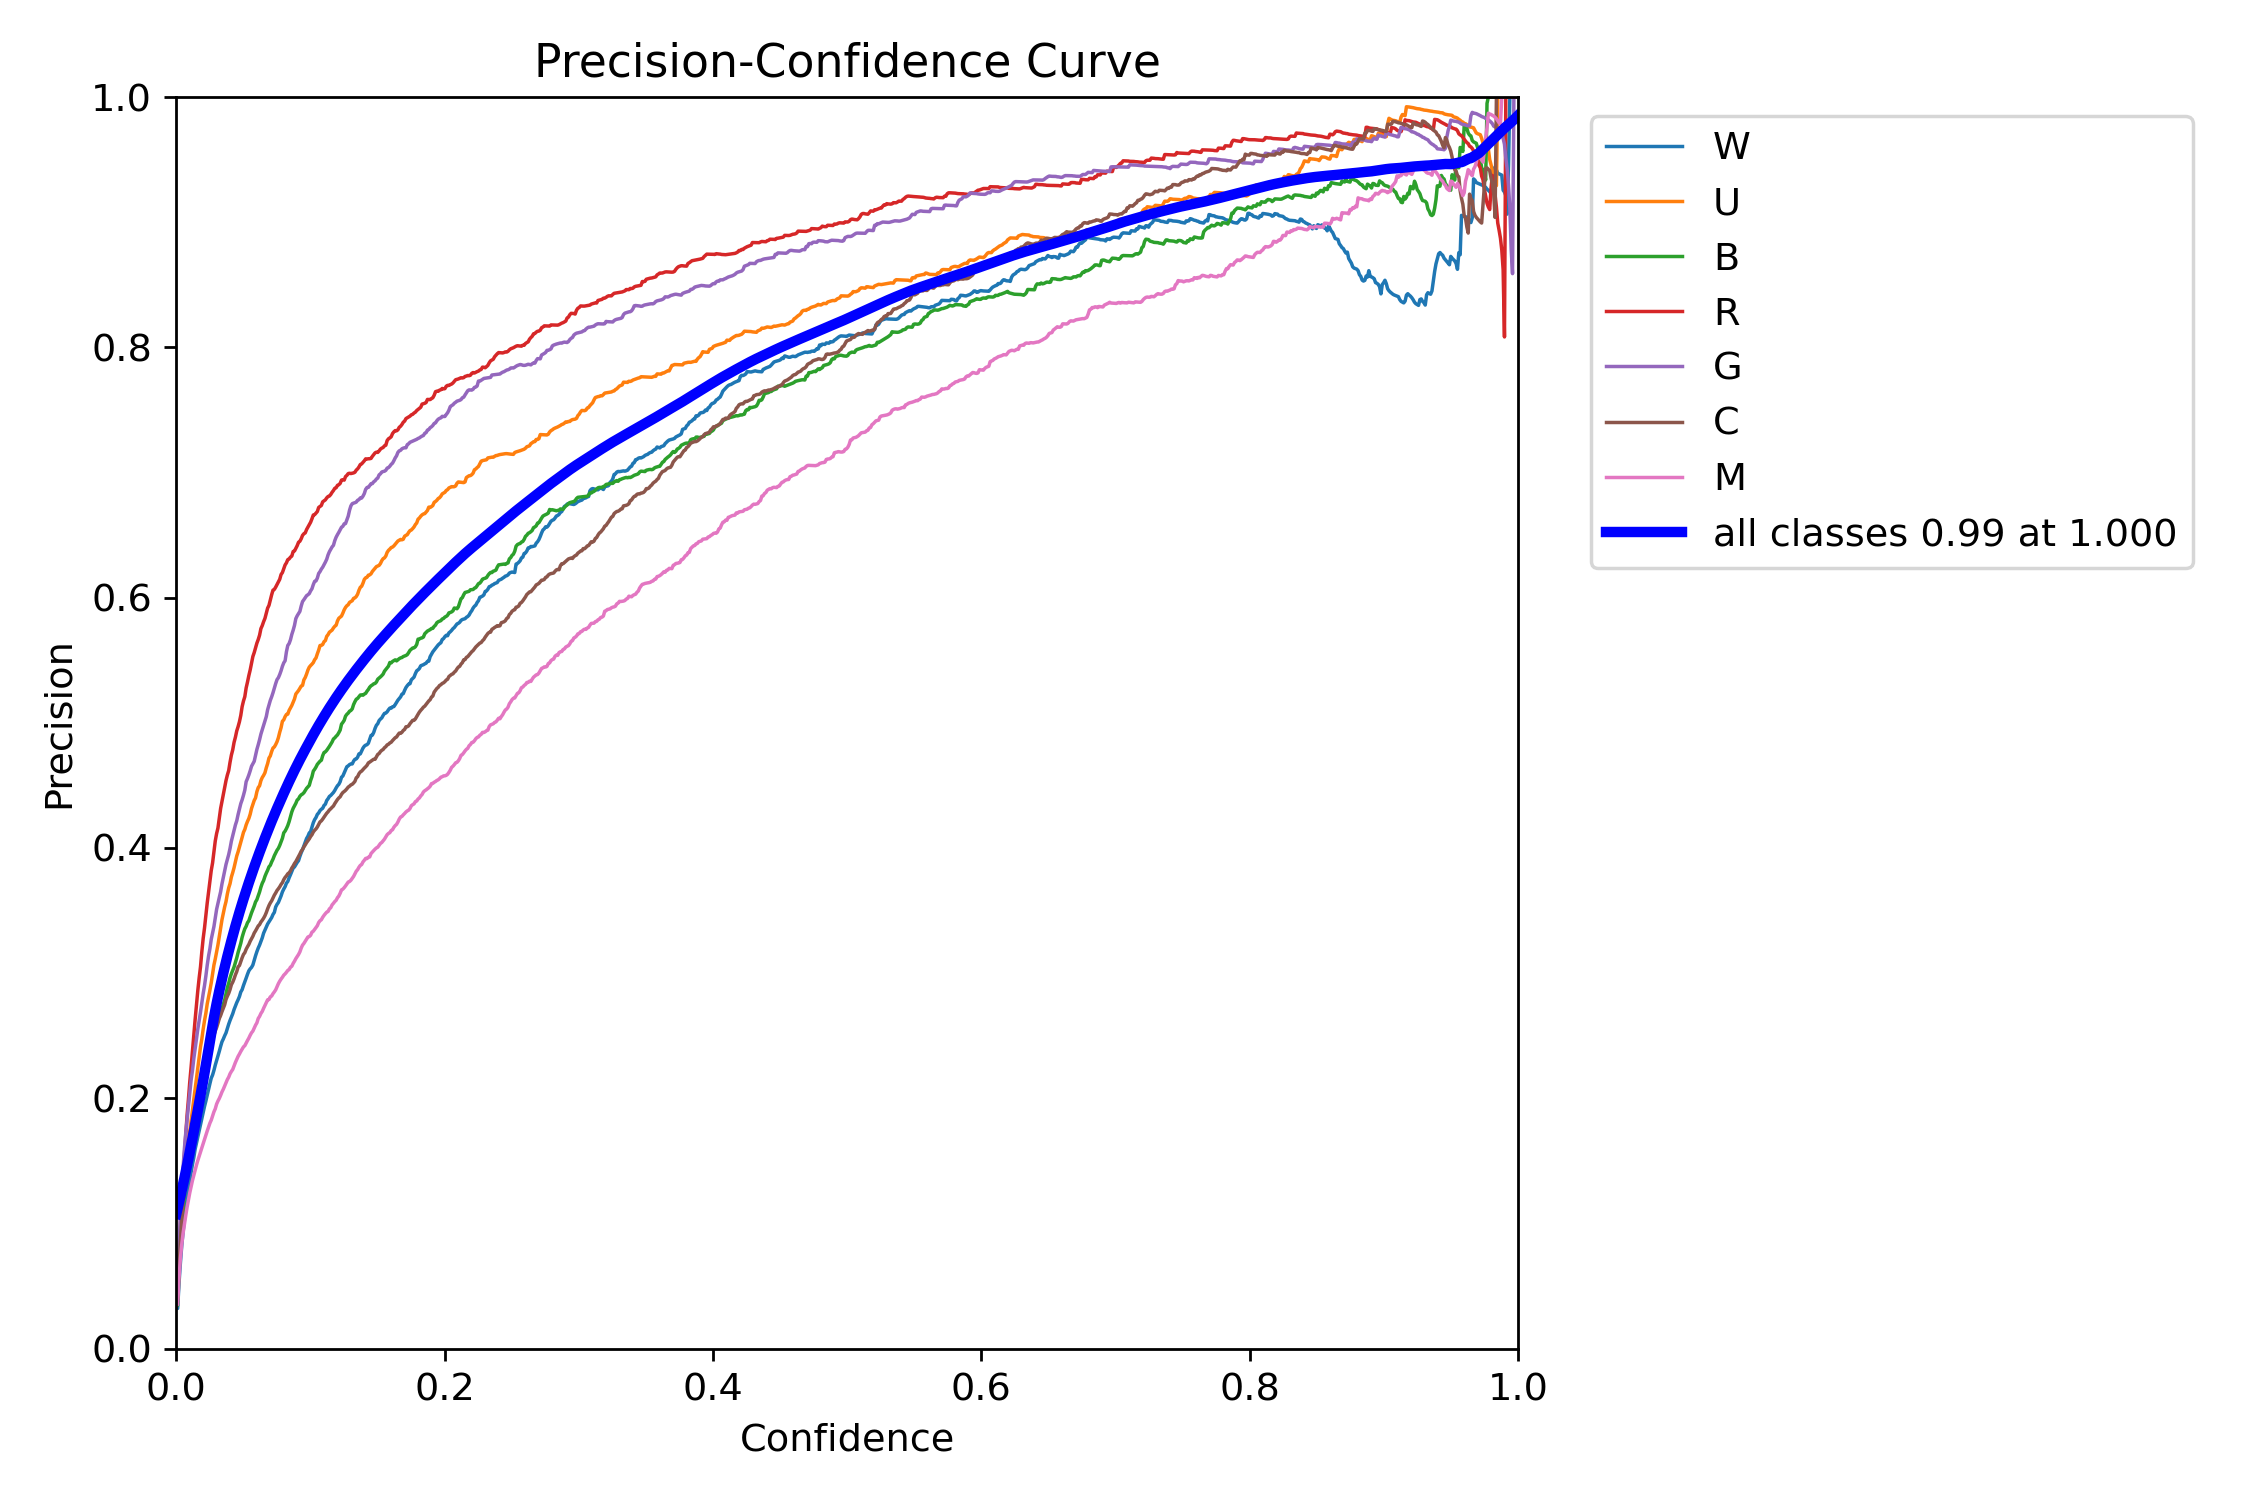 Precision-Confidence Curve
1.0
0.8
0.6
0.4
0.2
0.0
Precision
0.0 0.2 0.4 0.6 0.8 1.0
Confidence
W
U
B
R
G
C
M
all classes 0.99 at 1.000